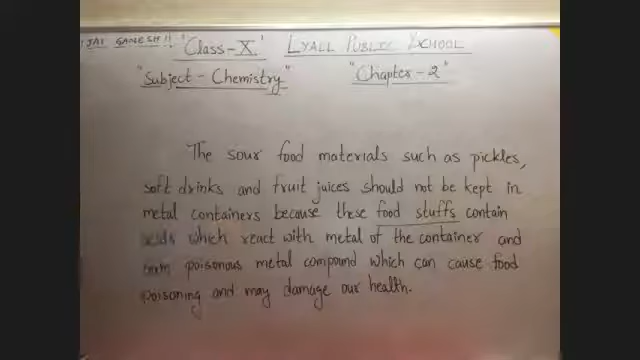 !! JAI GANESH !! "Class-X" LYALL PUBLIC SCHOOL
"Subject - Chemistry" "Chapter-2"
The sour food materials such as pickles,
soft drinks and fruit juices should not be kept in
metal containers because these food stuffs contain
acids which react with metal of the container and
form poisonous metal compound which can cause food
poisoning and may damage our health.